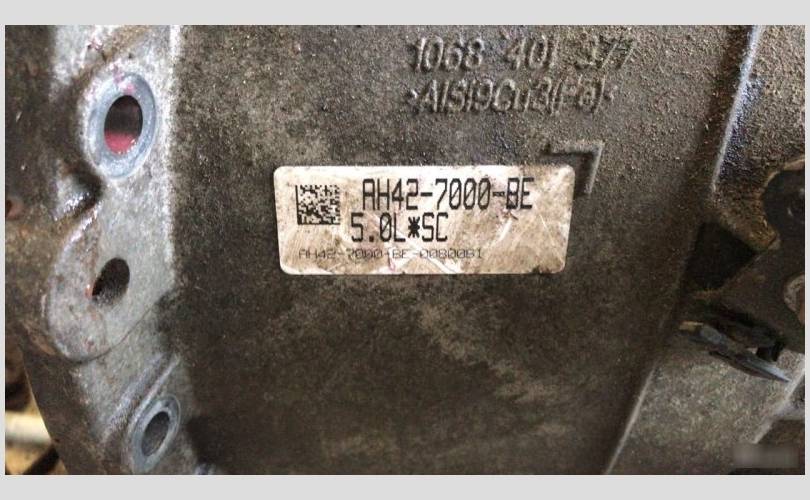 1068 401 377
>AlSi9Cu3(Fe)<
AH42-7000-BE
5.0L*SC
AH42-7000-BE-0080081